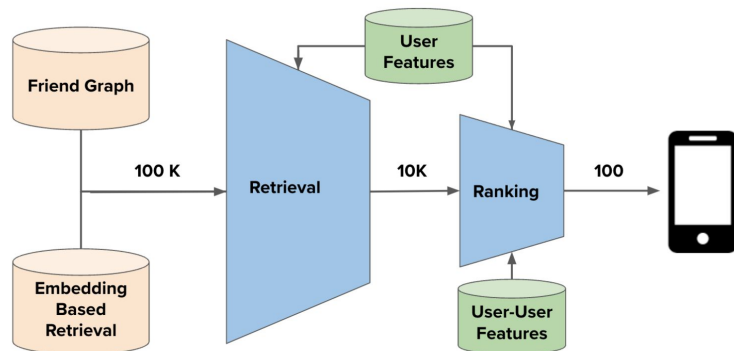 Friend Graph
100 K
Embedding
Based
Retrieval
Retrieval
User
Features
10K
Ranking
User-User
Features
100